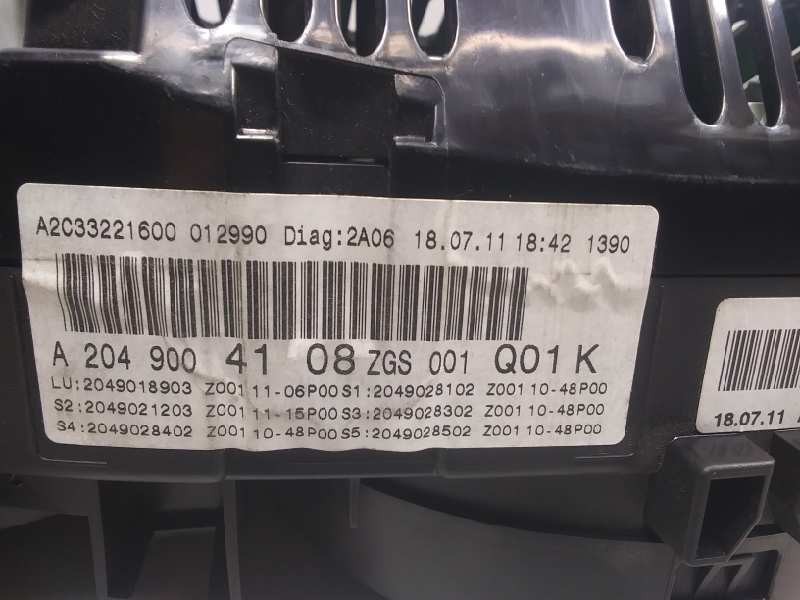 A2C33221600 012990 Diag:2A06 18.07.11 18:42 1390
A 204 900 41 08 ZGS 001 Q01 K
LU:2049018903 Z001 11-06P00 S1:2049028102 Z001 10-48P00
S2:2049021203 Z001 11-15P00 S3:2049028302 Z001 10-48P00
S4:2049028402 Z001 10-48P00 S5:2049028502 Z001 10-48P00
18.07.11